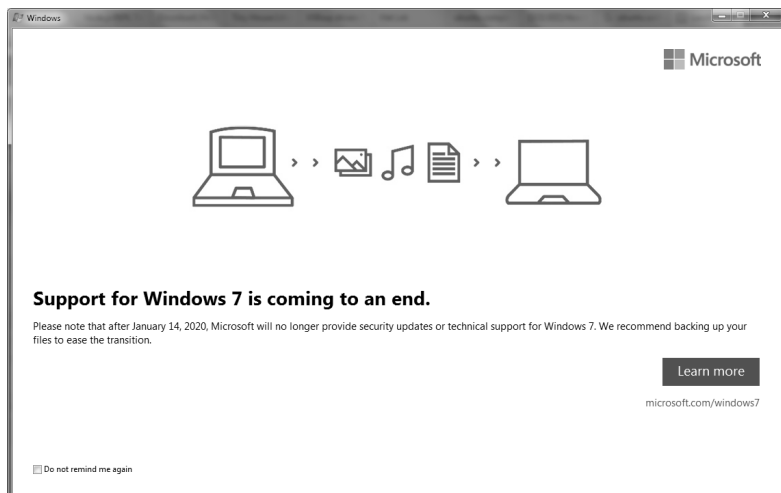 Windows
Microsoft
Support for Windows 7 is coming to an end.
Please note that after January 14, 2020, Microsoft will no longer provide security updates or technical support for Windows 7. We recommend backing up your
files to ease the transition.
Learn more
microsoft.com/windows7
Do not remind me again